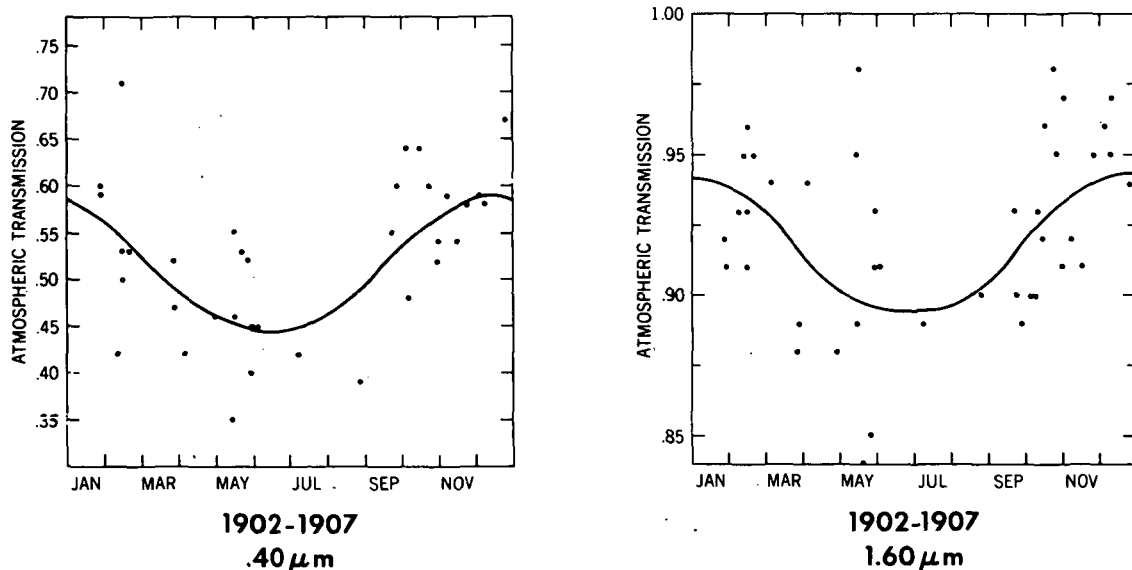 ATMOSPHERIC TRANSMISSION
.75
.70
.65
.60
.55
.50
.45
.40
.35
JAN MAR MAY JUL SEP NOV
1902-1907
.40 μm
ATMOSPHERIC TRANSMISSION
1.00
.95
.90
.85
JAN MAR MAY JUL SEP NOV
1902-1907
1.60 μm